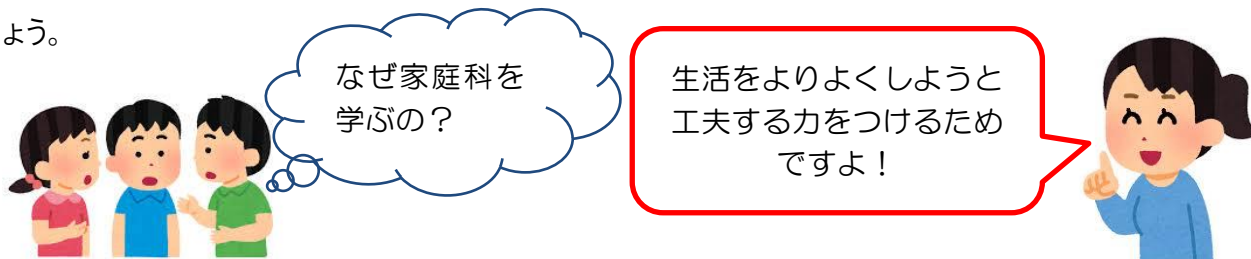 ょう。
なぜ家庭科を
学ぶの？
生活をよりよくしようと
工夫する力をつけるため
ですよ！